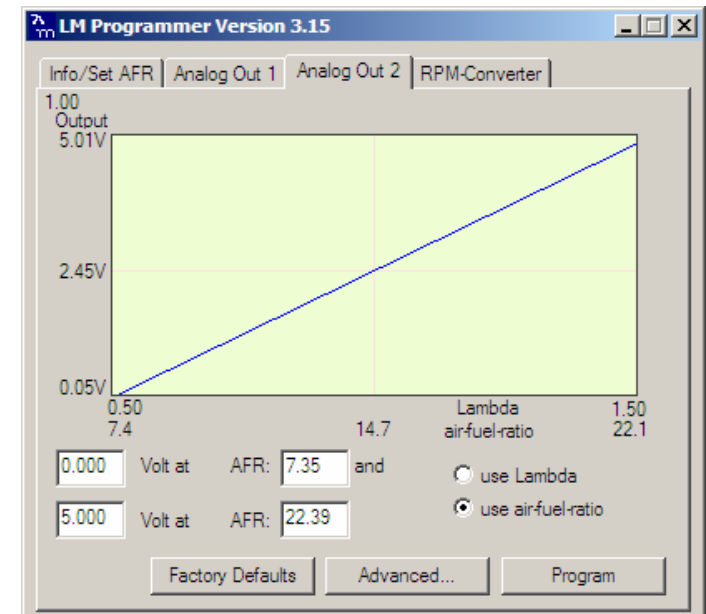 LM Programmer Version 3.15
Info/Set AFR Analog Out 1 Analog Out 2 RPM-Converter
1.00
Output
5.01V
2.45V
0.05V
0.50 Lambda 1.50
7.4 14.7 air-fuel-ratio 22.1
0.000 Volt at AFR: 7.35 and
use Lambda
5.000 Volt at AFR: 22.39
use air-fuel-ratio
Factory Defaults Advanced... Program